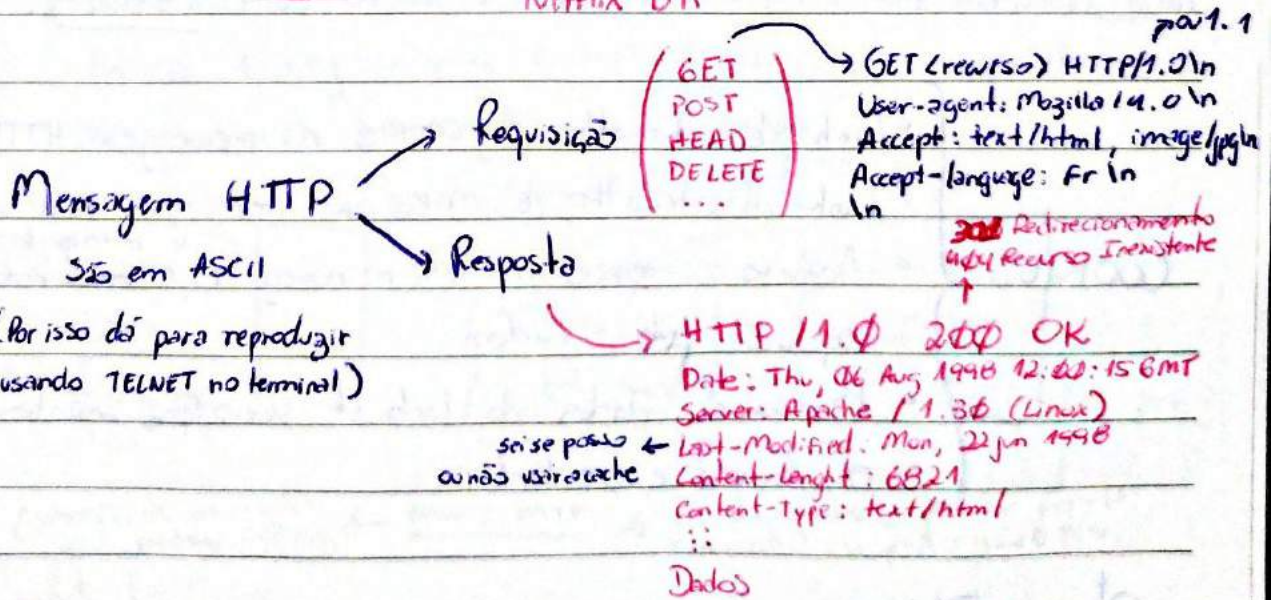 ou 1.1
GET
POST
HEAD
DELETE
...
GET (recurso) HTTP/1.0\n
User-agent: Mozilla/4.0\n
Accept: text/html, image/jpg\n
Accept-languge: Fr\n
\n
Mensagem HTTP
São em ASCII
(Por isso dá para reproduzir
usando TELNET no terminal)
Requisição
Resposta
Redirecionamento
404 Recurso Inexistente
HTTP/1.0 200 OK
Date: Thu, 06 Aug 1998 12:00:15 GMT
Server: Apache/1.30 (Linux)
Last-Modified: Mon, 22 jun 1998
Content-Lenght: 6821
Content-Type: text/html
::
Dados
sei se posso
ou não usar o cache